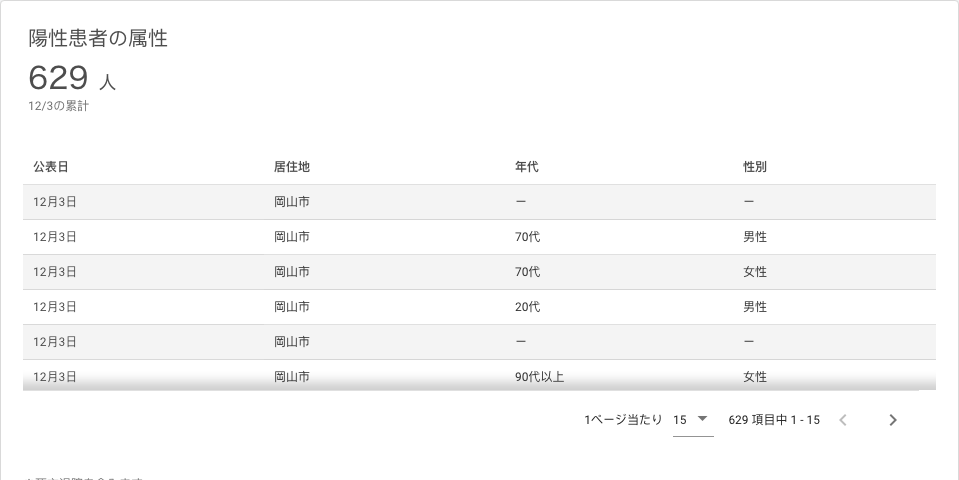 陽性患者の属性
629 人
12/3の累計
公表日 居住地 年代 性別
12月3日 岡山市 ー ー
12月3日 岡山市 70代 男性
12月3日 岡山市 70代 女性
12月3日 岡山市 20代 男性
12月3日 岡山市 ー ー
12月3日 岡山市 90代以上 女性
1ページ当たり 15 629 項目中 1 - 15